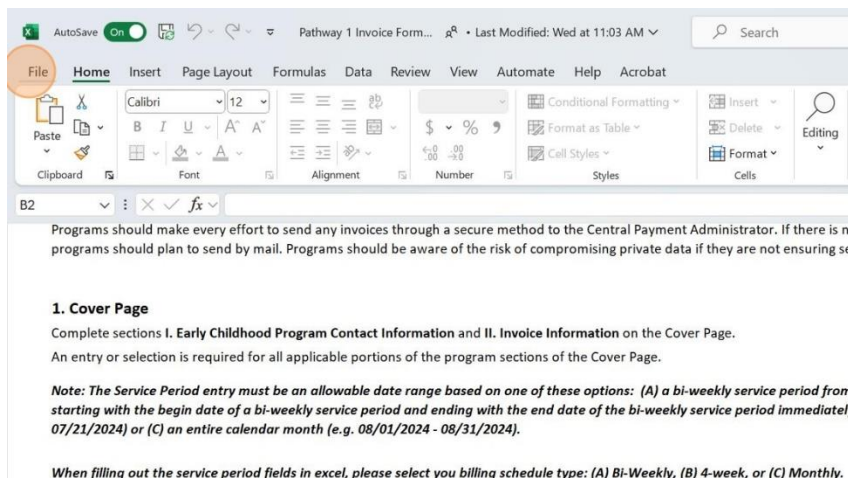 AutoSave On Pathway 1 Invoice Form... • Last Modified: Wed at 11:03 AM Search
File Home Insert Page Layout Formulas Data Review View Automate Help Acrobat
Calibri 12 Conditional Formatting Insert
Paste B I U A A $ % Format as Table Delete Editing
A Cell Styles Format
Clipboard Font Alignment Number Styles Cells
B2 fx
Programs should make every effort to send any invoices through a secure method to the Central Payment Administrator. If there is
programs should plan to send by mail. Programs should be aware of the risk of compromising private data if they are not ensuring
1. Cover Page
Complete sections I. Early Childhood Program Contact Information and II. Invoice Information on the Cover Page.
An entry or selection is required for all applicable portions of the program sections of the Cover Page.
Note: The Service Period entry must be an allowable date range based on one of these options: (A) a bi-weekly service period from
starting with the begin date of a bi-weekly service period and ending with the end date of the bi-weekly service period
07/21/2024) or (C) an entire calendar month (e.g. 08/01/2024 - 08/31/2024).
When filling out the service period fields in excel, please select you billing schedule type: (A) Bi-Weekly, (B) 4-week, or (C) Monthly.